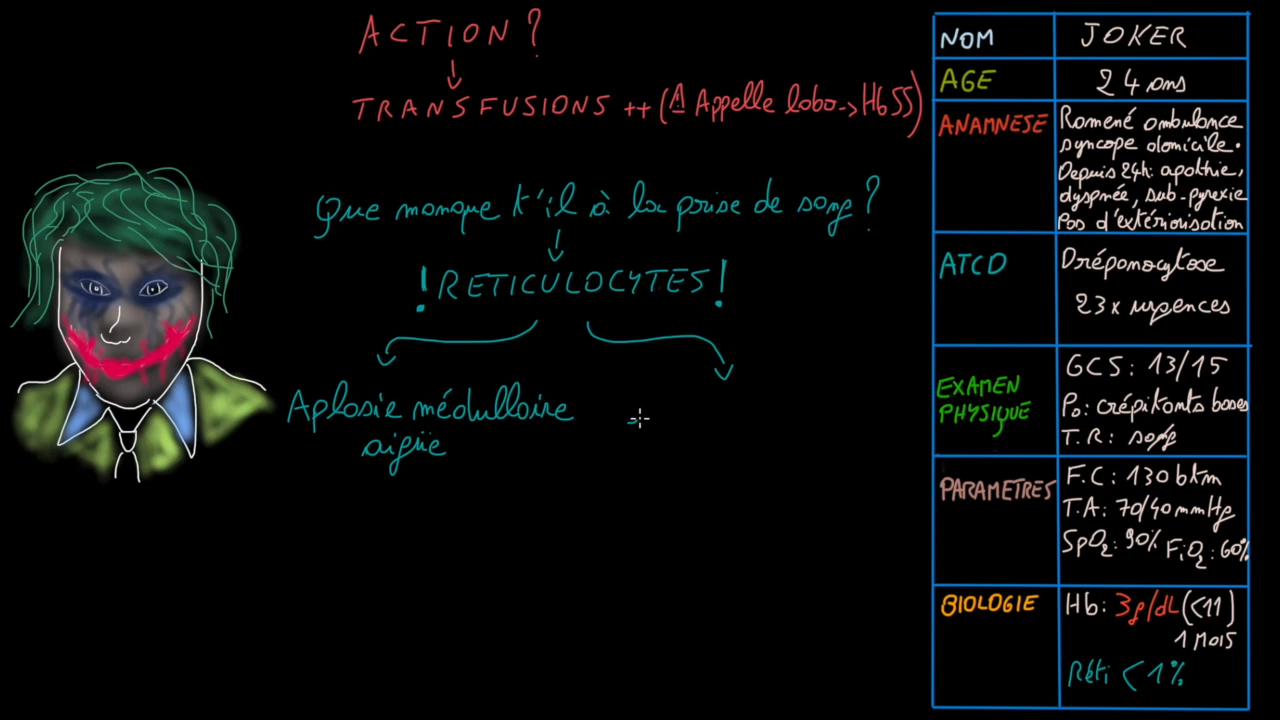 ACTION ?
TRANSFUSIONS ++ (⚠ Appelle labo -> HbSS)
Que manque t'il à la prise de sang ?
! RETICULOCYTES !
Aplasie médullaire
aigüe
NOM
JOKER
AGE
24 ans
ANAMNESE
Ramené ambulance
syncope domicile.
Depuis 24h: apathie,
dyspnée, sub-pyrexie
Pas d'extériorisation
ATCD
Drépanocytose
23x urgences
EXAMEN
PHYSIQUE
GCS: 13/15
Po: crépitants bases
T.R: sang
PARAMETRES
F.C: 130 btm
T.A: 70/40 mmHg
SpO2: 90% FiO2: 60%
BIOLOGIE
Hb: 3g/dL (<11)
1 MOIS
Réti < 1%